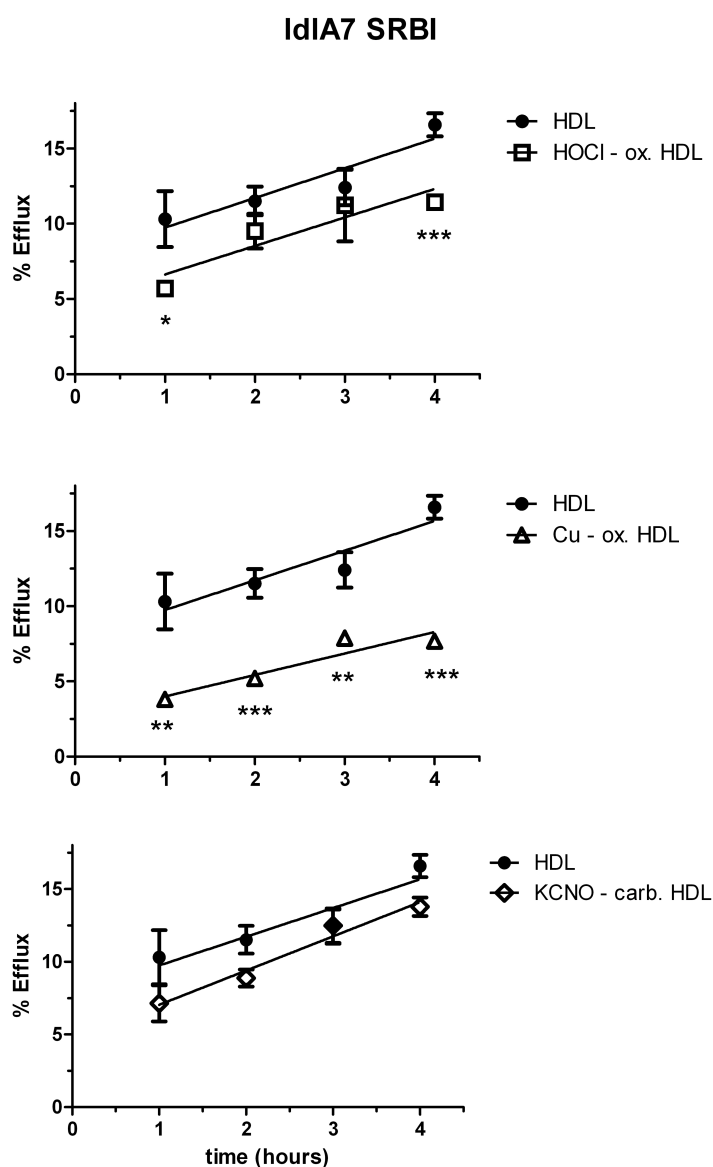 ldlA7 SRBI
HDL
HOCl - ox. HDL
% Efflux
15
10
5
0
*
***
0 1 2 3 4
HDL
Cu - ox. HDL
% Efflux
15
10
5
0
** *** ** ***
0 1 2 3 4
HDL
KCNO - carb. HDL
% Efflux
15
10
5
0
0 1 2 3 4
time (hours)